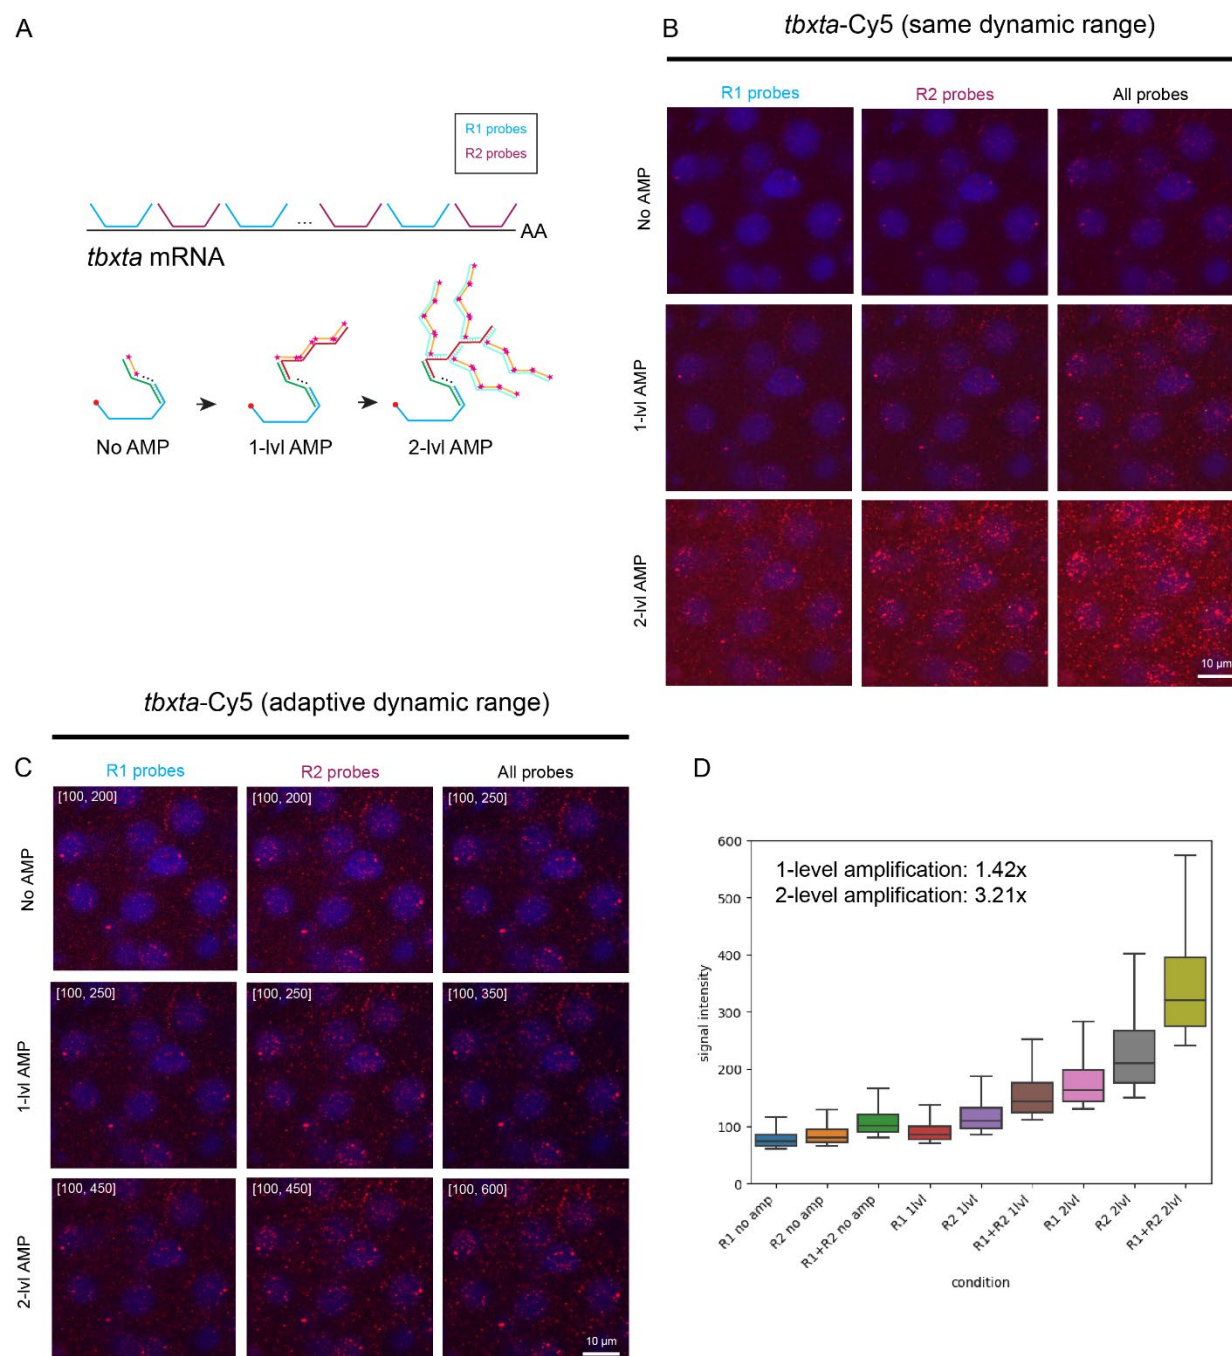 A
R1 probes
R2 probes
...
AA
tbxta mRNA
No AMP
1-lvl AMP
2-lvl AMP
B
tbxta-Cy5 (same dynamic range)
R1 probes
R2 probes
All probes
No AMP
1-lvl AMP
2-lvl AMP
10 μm
tbxta-Cy5 (adaptive dynamic range)
C
R1 probes
R2 probes
All probes
No AMP
[100, 200]
[100, 200]
[100, 250]
1-lvl AMP
[100, 250]
[100, 250]
[100, 350]
2-lvl AMP
[100, 450]
[100, 450]
[100, 600]
10 μm
D
1-level amplification: 1.42x
2-level amplification: 3.21x
signal intensity
600
500
400
300
200
100
0
R1 no amp
R2 no amp
R1+R2 no amp
R1 1lvl
R2 1lvl
R1+R2 1lvl
R1 2lvl
R2 2lvl
R1+R2 2lvl
condition